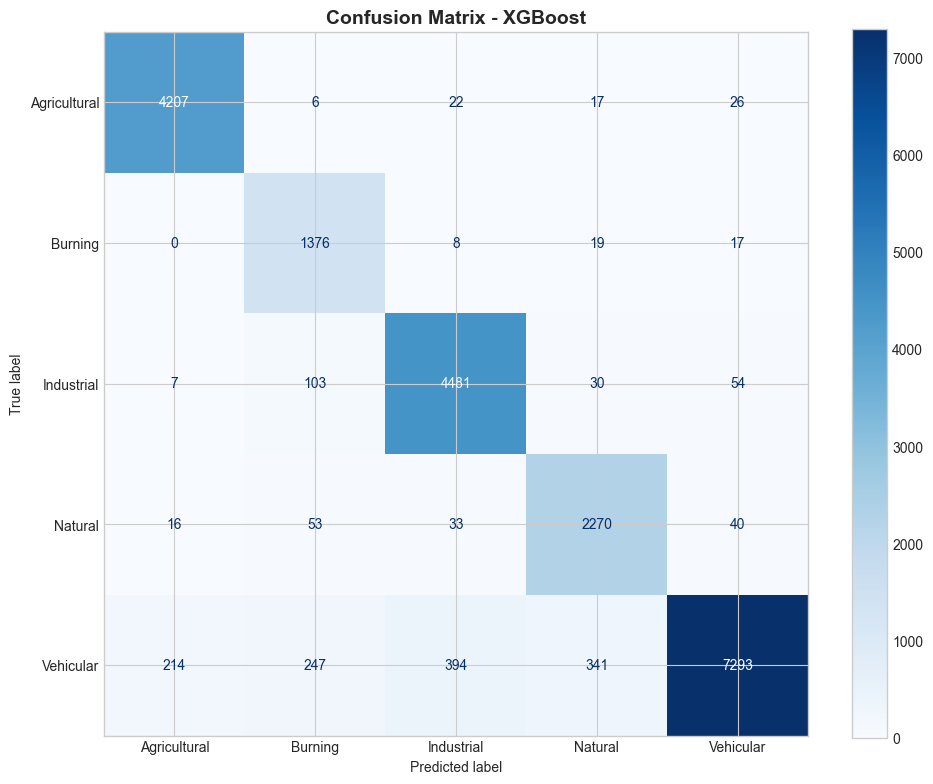 Confusion Matrix - XGBoost
Agricultural 4207 6 22 17 26
Burning 0 1376 8 19 17
Industrial 7 103 4481 30 54
Natural 16 53 33 2270 40
Vehicular 214 247 394 341 7293
Agricultural Burning Industrial Natural Vehicular
Predicted label
True label
7000
6000
5000
4000
3000
2000
1000
0